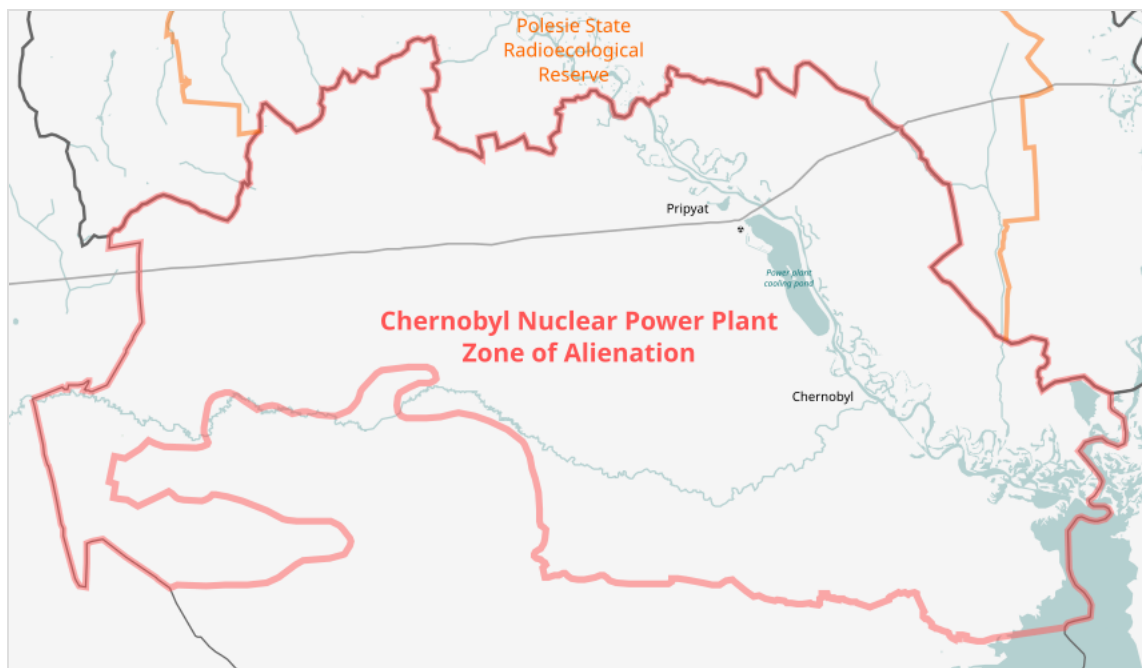 Polesie State
Radioecological
Reserve
Pripyat
Power plant
cooling pond
Chernobyl Nuclear Power Plant
Zone of Alienation
Chernobyl